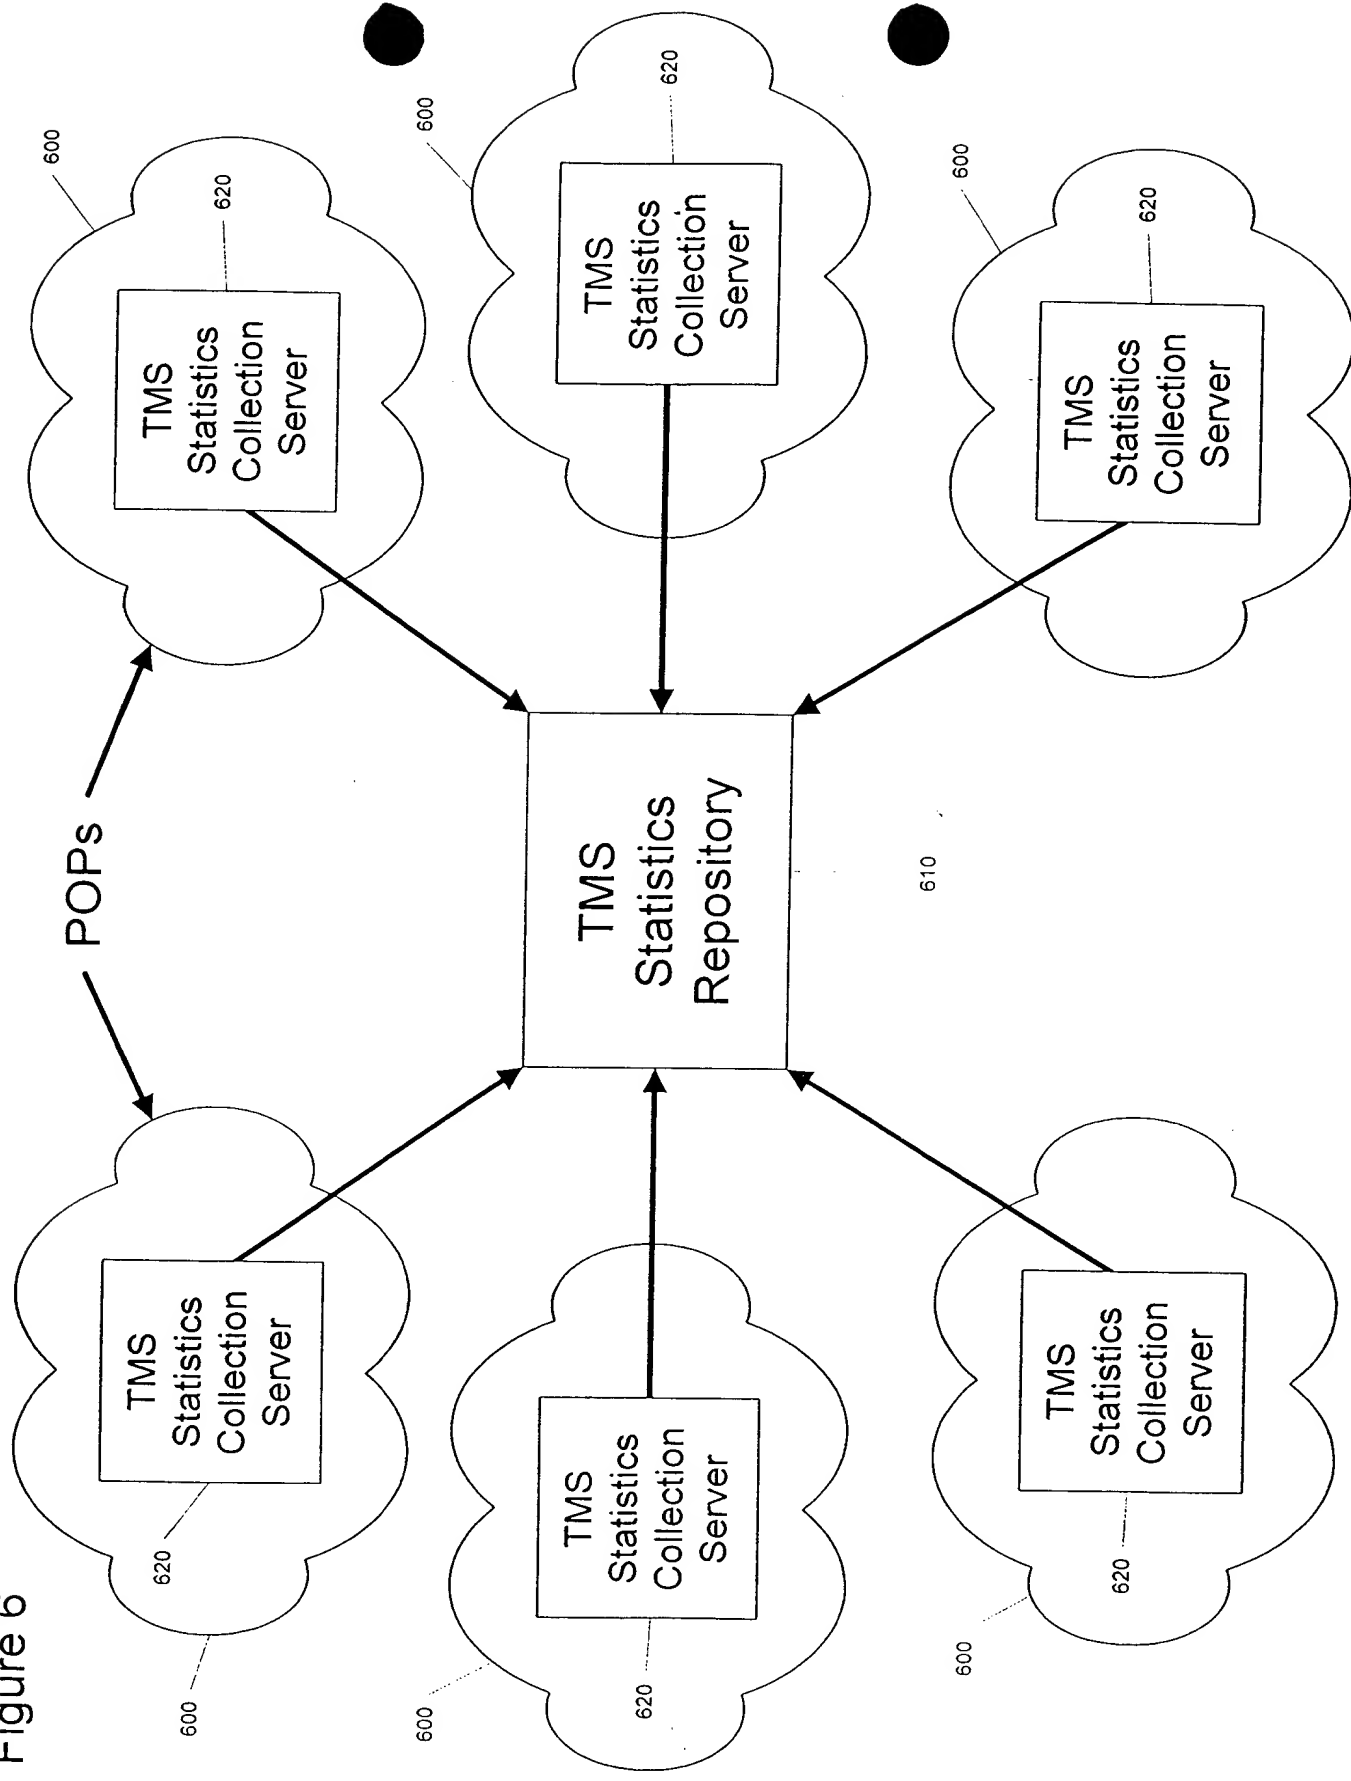 Figure 6
POPs
600
620
TMS
Statistics
Collection
Server
600
620
TMS
Statistics
Collection
Server
600
620
TMS
Statistics
Collection
Server
TMS
Statistics
Repository
610
TMS
Statistics
Collection
Server
620
600
TMS
Statistics
Collection
Server
620
600
TMS
Statistics
Collection
Server
620
600